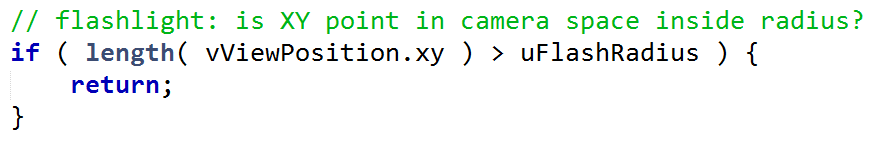 // flashlight: is XY point in camera space inside radius?
if ( length( vViewPosition.xy ) > uFlashRadius ) {
    return;
}